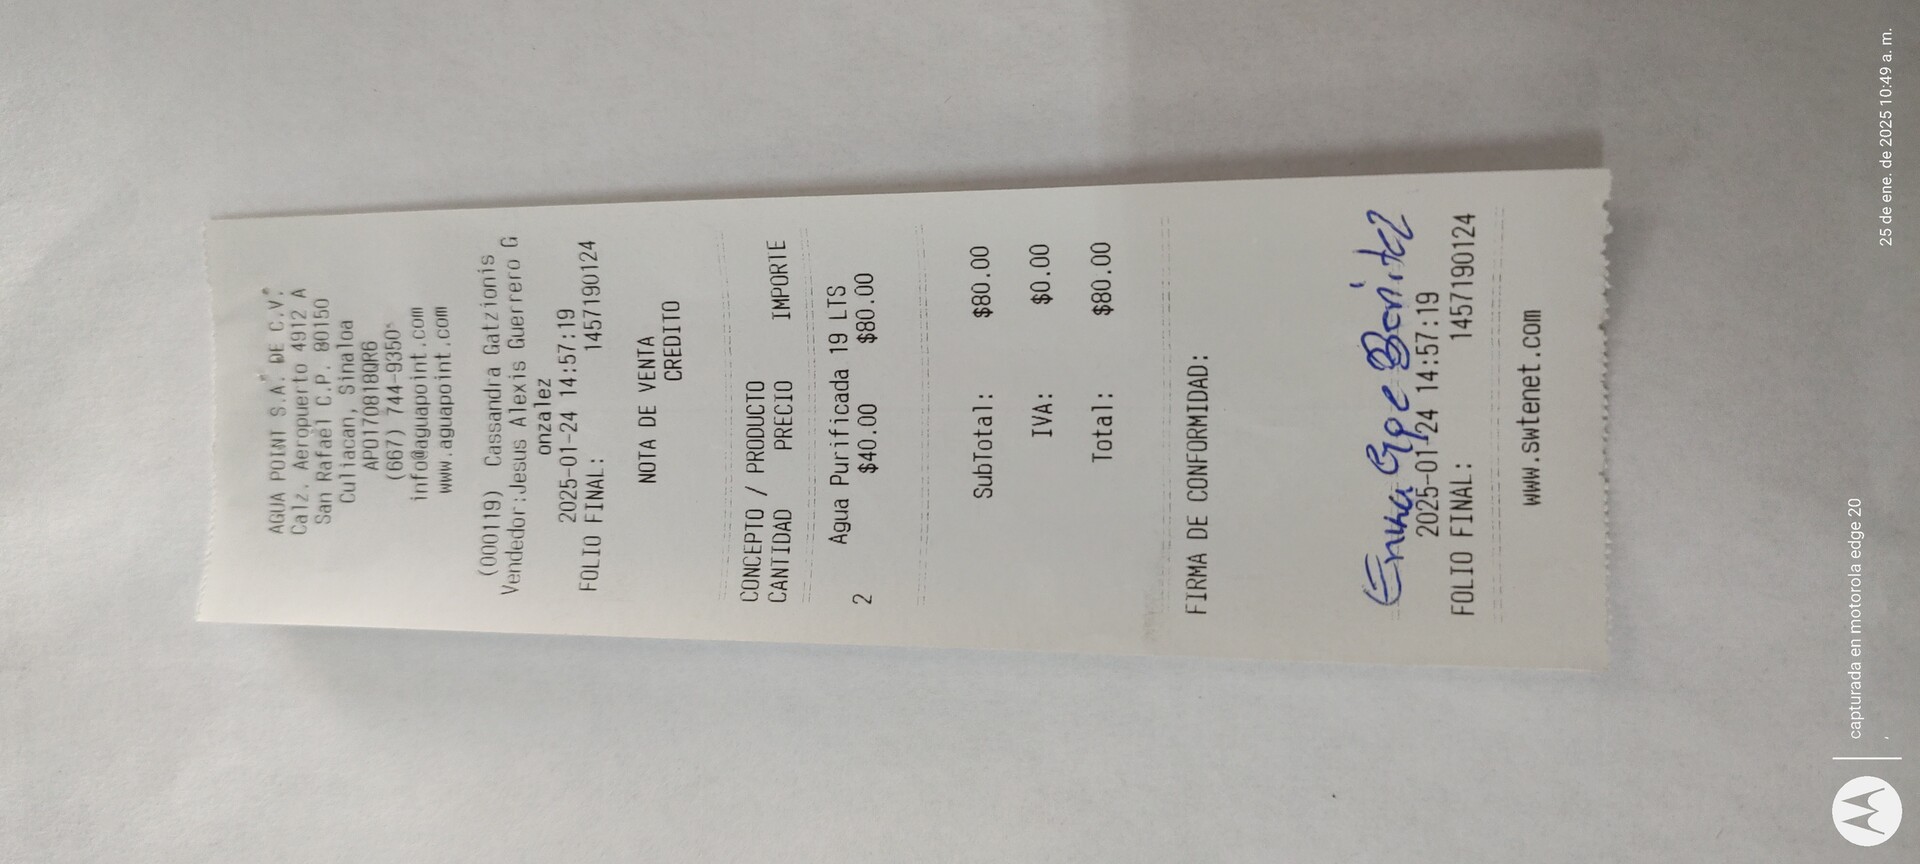 AGUA POINT S.A. DE C.V.
Calz. Aeropuerto 4912 A
San Rafael C.P. 80150
Culiacan, Sinaloa
APO170818QR6
(667) 744-9350
info@aguapoint.com
www.aguapoint.com
(000119) Cassandra Gatzionis
Vendedor:Jesus Alexis Guerrero G
onzalez
2025-01-24 14:57:19
FOLIO FINAL: 1457190124
NOTA DE VENTA
CREDITO
CONCEPTO / PRODUCTO
CANTIDAD PRECIO IMPORTE
Agua Purificada 19 LTS
2 $40.00 $80.00
SubTotal: $80.00
IVA: $0.00
Total: $80.00
FIRMA DE CONFORMIDAD:
Emma Gpe Benitez
2025-01-24 14:57:19
FOLIO FINAL: 1457190124
www.swtenet.com
capturada en motorola edge 20
25 de ene. de 2025 10:49 a. m.